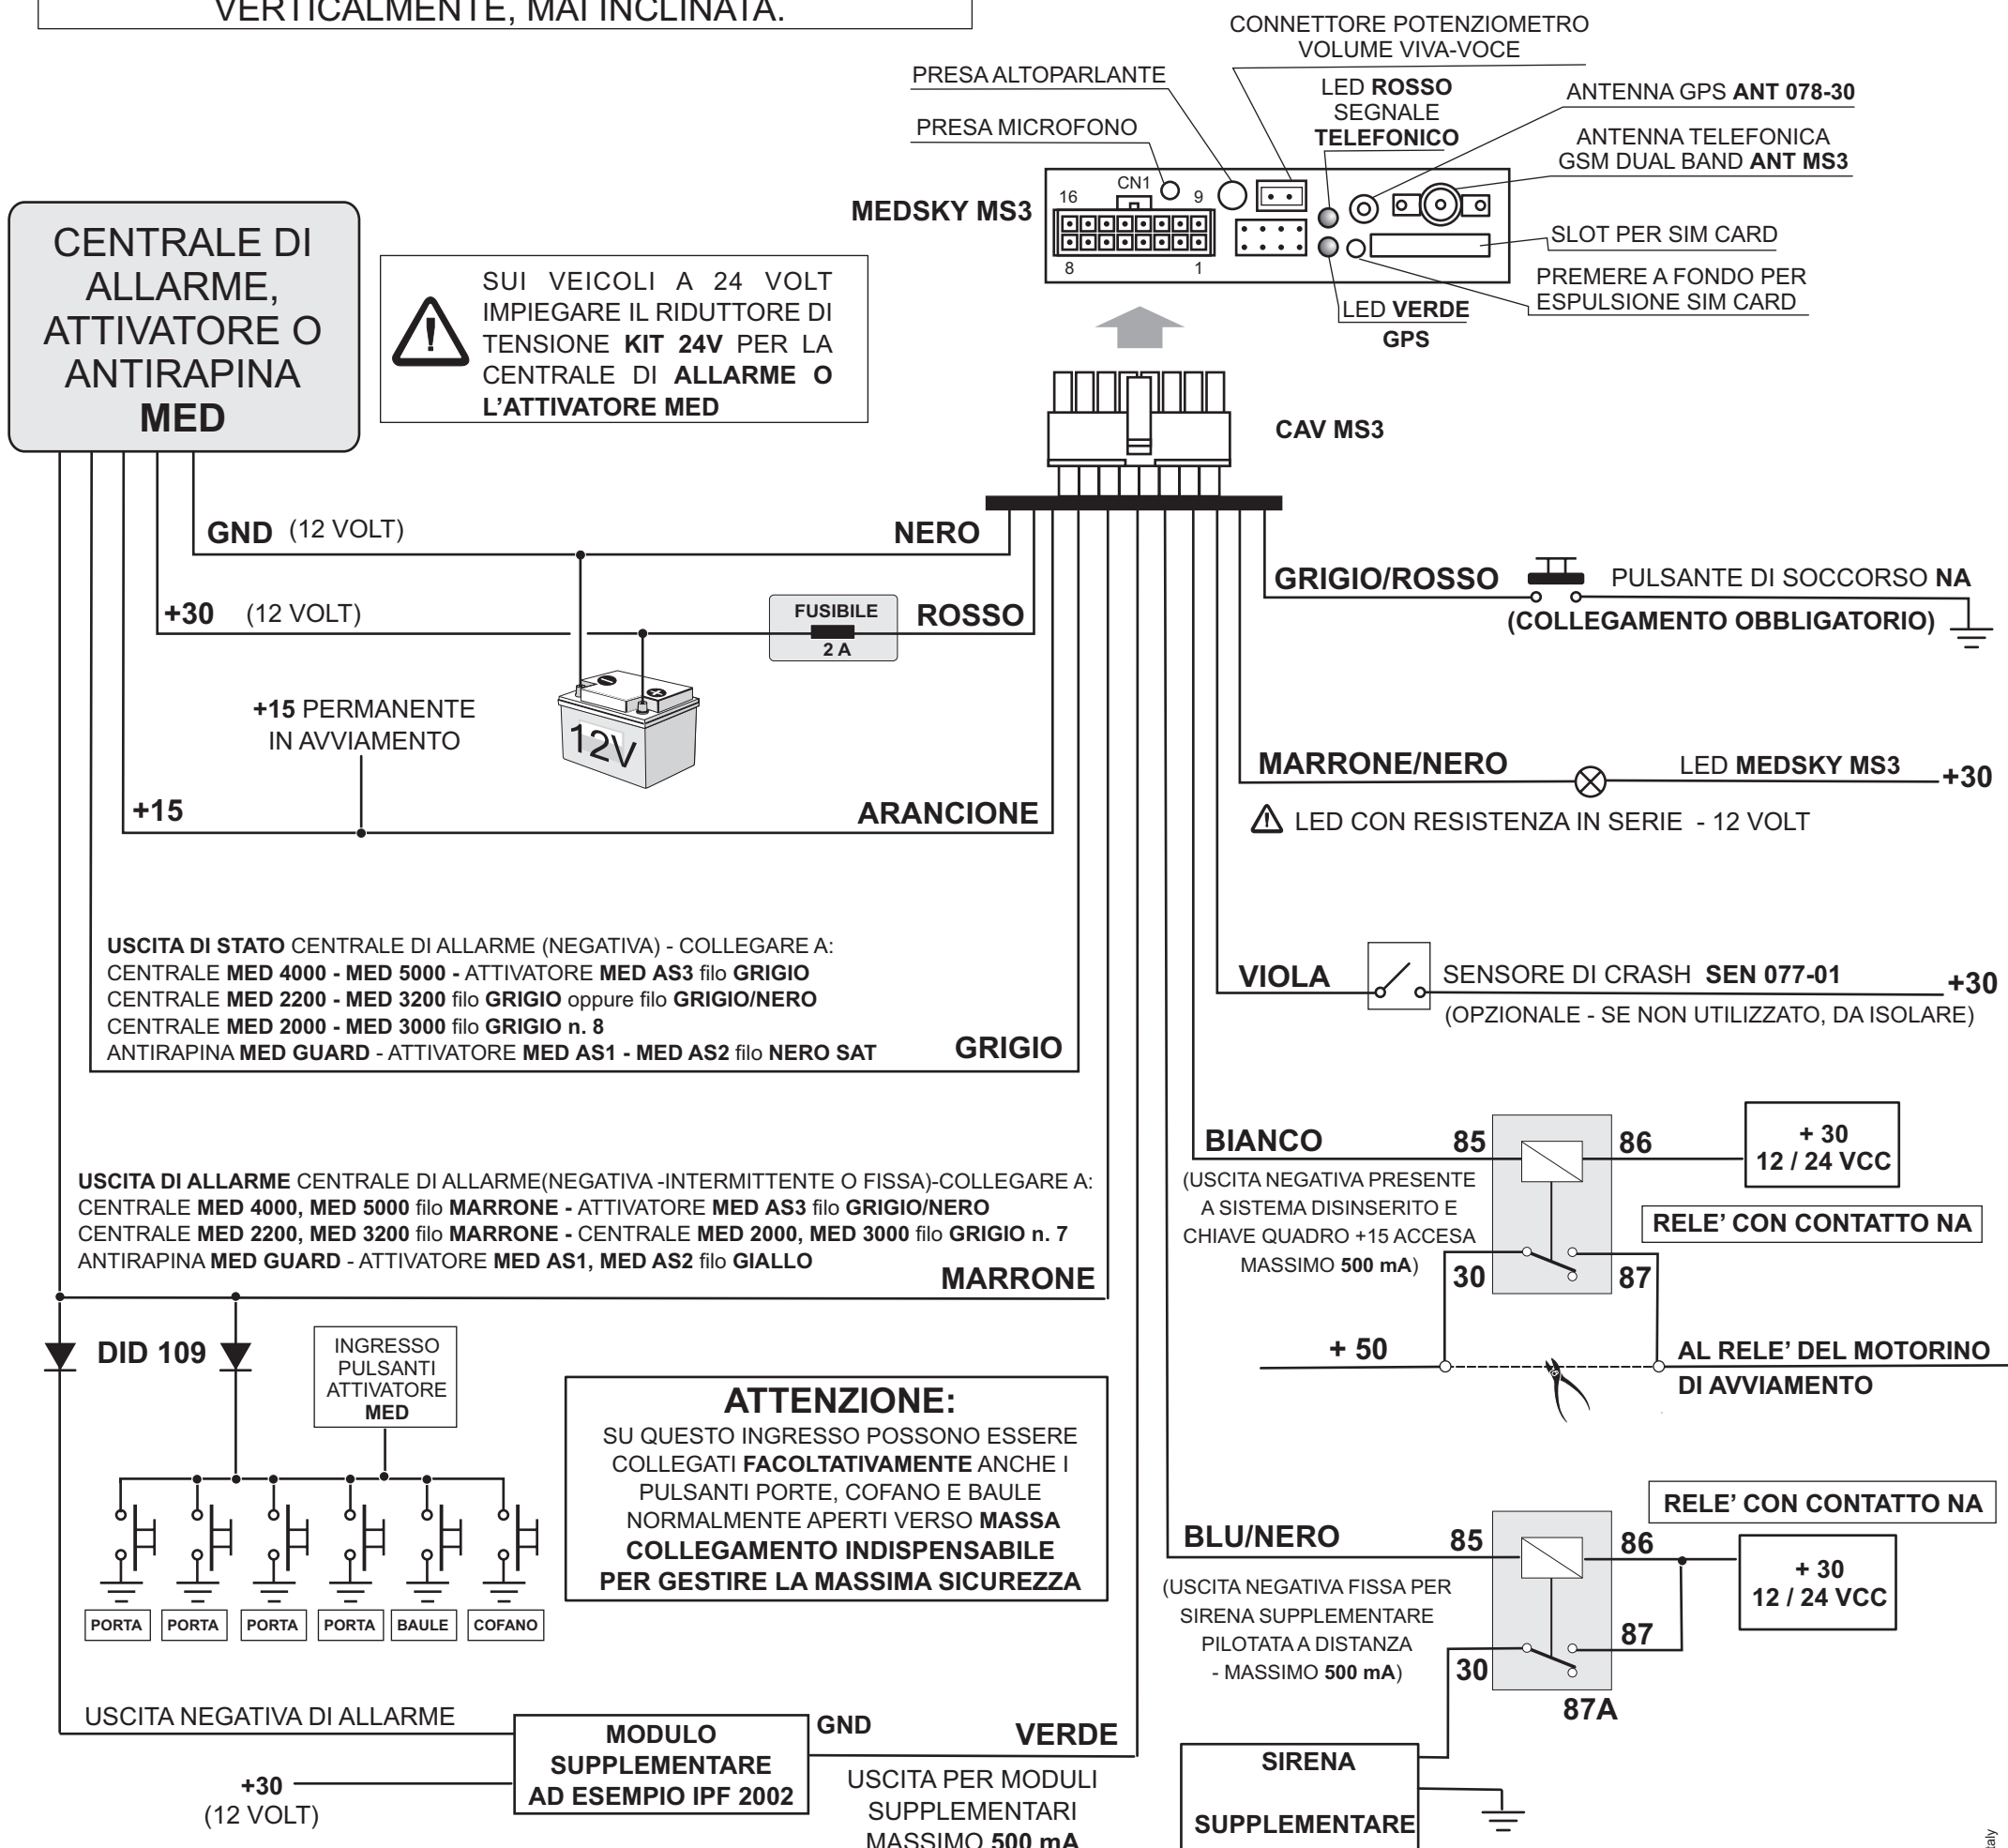 VERTICALMENTE, MAI INCLINATA.
CONNETTORE POTENZIOMETRO
VOLUME VIVA-VOCE
PRESA ALTOPARLANTE
PRESA MICROFONO
LED ROSSO
SEGNALE
TELEFONICO
ANTENNA GPS ANT 078-30
ANTENNA TELEFONICA
GSM DUAL BAND ANT MS3
MEDSKY MS3
16
CN1
9
8
1
SLOT PER SIM CARD
PREMERE A FONDO PER
ESPULSIONE SIM CARD
LED VERDE
GPS
CENTRALE DI
ALLARME,
ATTIVATORE O
ANTIRAPINA
MED
SUI VEICOLI A 24 VOLT
IMPIEGARE IL RIDUTTORE DI
TENSIONE KIT 24V PER LA
CENTRALE DI ALLARME O
L'ATTIVATORE MED
CAV MS3
GND (12 VOLT)
NERO
+30 (12 VOLT)
FUSIBILE
2 A
ROSSO
12V
+15 PERMANENTE
IN AVVIAMENTO
+15
ARANCIONE
GRIGIO/ROSSO
PULSANTE DI SOCCORSO NA
(COLLEGAMENTO OBBLIGATORIO)
MARRONE/NERO
LED MEDSKY MS3
+30
LED CON RESISTENZA IN SERIE - 12 VOLT
USCITA DI STATO CENTRALE DI ALLARME (NEGATIVA) - COLLEGARE A:
CENTRALE MED 4000 - MED 5000 - ATTIVATORE MED AS3 filo GRIGIO
CENTRALE MED 2200 - MED 3200 filo GRIGIO oppure filo GRIGIO/NERO
CENTRALE MED 2000 - MED 3000 filo GRIGIO n. 8
ANTIRAPINA MED GUARD - ATTIVATORE MED AS1 - MED AS2 filo NERO SAT
GRIGIO
VIOLA
SENSORE DI CRASH SEN 077-01
+30
(OPZIONALE - SE NON UTILIZZATO, DA ISOLARE)
USCITA DI ALLARME CENTRALE DI ALLARME(NEGATIVA -INTERMITTENTE O FISSA)-COLLEGARE A:
CENTRALE MED 4000, MED 5000 filo MARRONE - ATTIVATORE MED AS3 filo GRIGIO/NERO
CENTRALE MED 2200, MED 3200 filo MARRONE - CENTRALE MED 2000, MED 3000 filo GRIGIO n. 7
ANTIRAPINA MED GUARD - ATTIVATORE MED AS1, MED AS2 filo GIALLO
MARRONE
BIANCO
(USCITA NEGATIVA PRESENTE
A SISTEMA DISINSERITO E
CHIAVE QUADRO +15 ACCESA
MASSIMO 500 mA)
85
86
30
87
+ 30
12 / 24 VCC
RELE' CON CONTATTO NA
+ 50
AL RELE' DEL MOTORINO
DI AVVIAMENTO
DID 109
INGRESSO
PULSANTI
ATTIVATORE
MED
PORTA
PORTA
PORTA
PORTA
BAULE
COFANO
ATTENZIONE:
SU QUESTO INGRESSO POSSONO ESSERE
COLLEGATI FACOLTATIVAMENTE ANCHE I
PULSANTI PORTE, COFANO E BAULE
NORMALMENTE APERTI VERSO MASSA
COLLEGAMENTO INDISPENSABILE
PER GESTIRE LA MASSIMA SICUREZZA
RELE' CON CONTATTO NA
BLU/NERO
(USCITA NEGATIVA FISSA PER
SIRENA SUPPLEMENTARE
PILOTATA A DISTANZA
- MASSIMO 500 mA)
85
86
87
30
87A
+ 30
12 / 24 VCC
USCITA NEGATIVA DI ALLARME
+30
(12 VOLT)
MODULO
SUPPLEMENTARE
AD ESEMPIO IPF 2002
GND
VERDE
USCITA PER MODULI
SUPPLEMENTARI
MASSIMO 500 mA
SIRENA
SUPPLEMENTARE